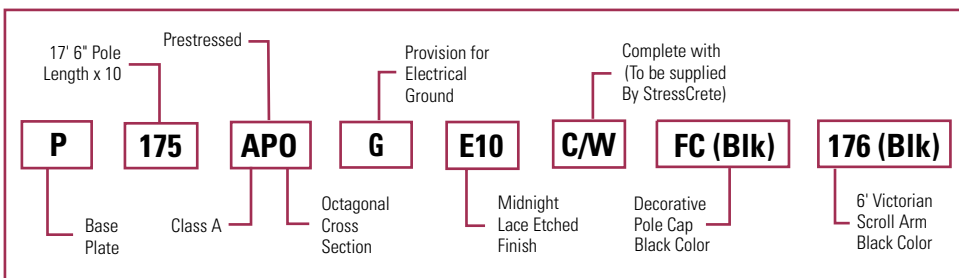 Prestressed
17' 6" Pole
Length x 10
Provision for
Electrical
Ground
Complete with
(To be supplied
By StressCrete)
P 175 APO G E10 C/W FC (Blk) 176 (Blk)
Base
Plate
Class A
Octagonal
Cross
Section
Midnight
Lace Etched
Finish
Decorative
Pole Cap
Black Color
6' Victorian
Scroll Arm
Black Color